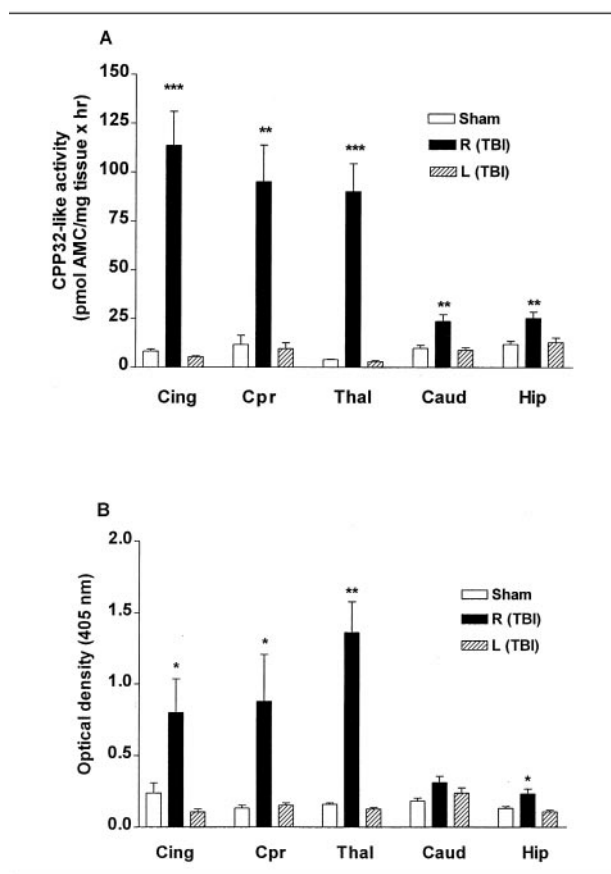 A
150
125
100
75
50
25
0
CPP32-like activity
(pmol AMC/mg tissue x hr)
*** ** *** ** **
Sham
R (TBI)
L (TBI)
Cing Cpr Thal Caud Hip
B
2.0
1.5
1.0
0.5
0.0
Optical density (405 nm)
* * ** *
Sham
R (TBI)
L (TBI)
Cing Cpr Thal Caud Hip